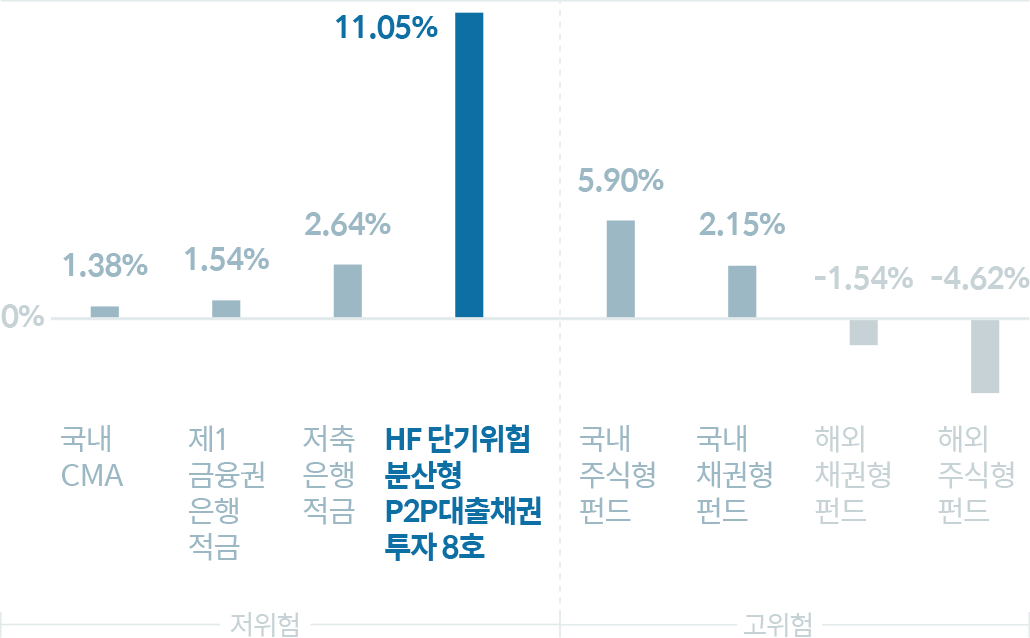 11.05%
5.90%
2.64%
2.15%
1.38%
1.54%
-1.54%
-4.62%
0%
국내
CMA
제1
금융권
은행
적금
저축
은행
적금
HF 단기위험
분산형
P2P대출채권
투자 8호
국내
주식형
펀드
국내
채권형
펀드
해외
채권형
펀드
해외
주식형
펀드
저위험
고위험